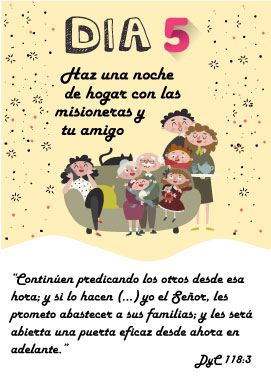 DIA 5
Haz una noche
de hogar con las
misioneras y
tu amigo
"Continúen predicando los otros desde esa
hora; y si lo hacen (...) yo el Señor, les
prometo abastecer a sus familias; y les será
abierta una puerta eficaz desde ahora en
adelante."
DyC 118:3